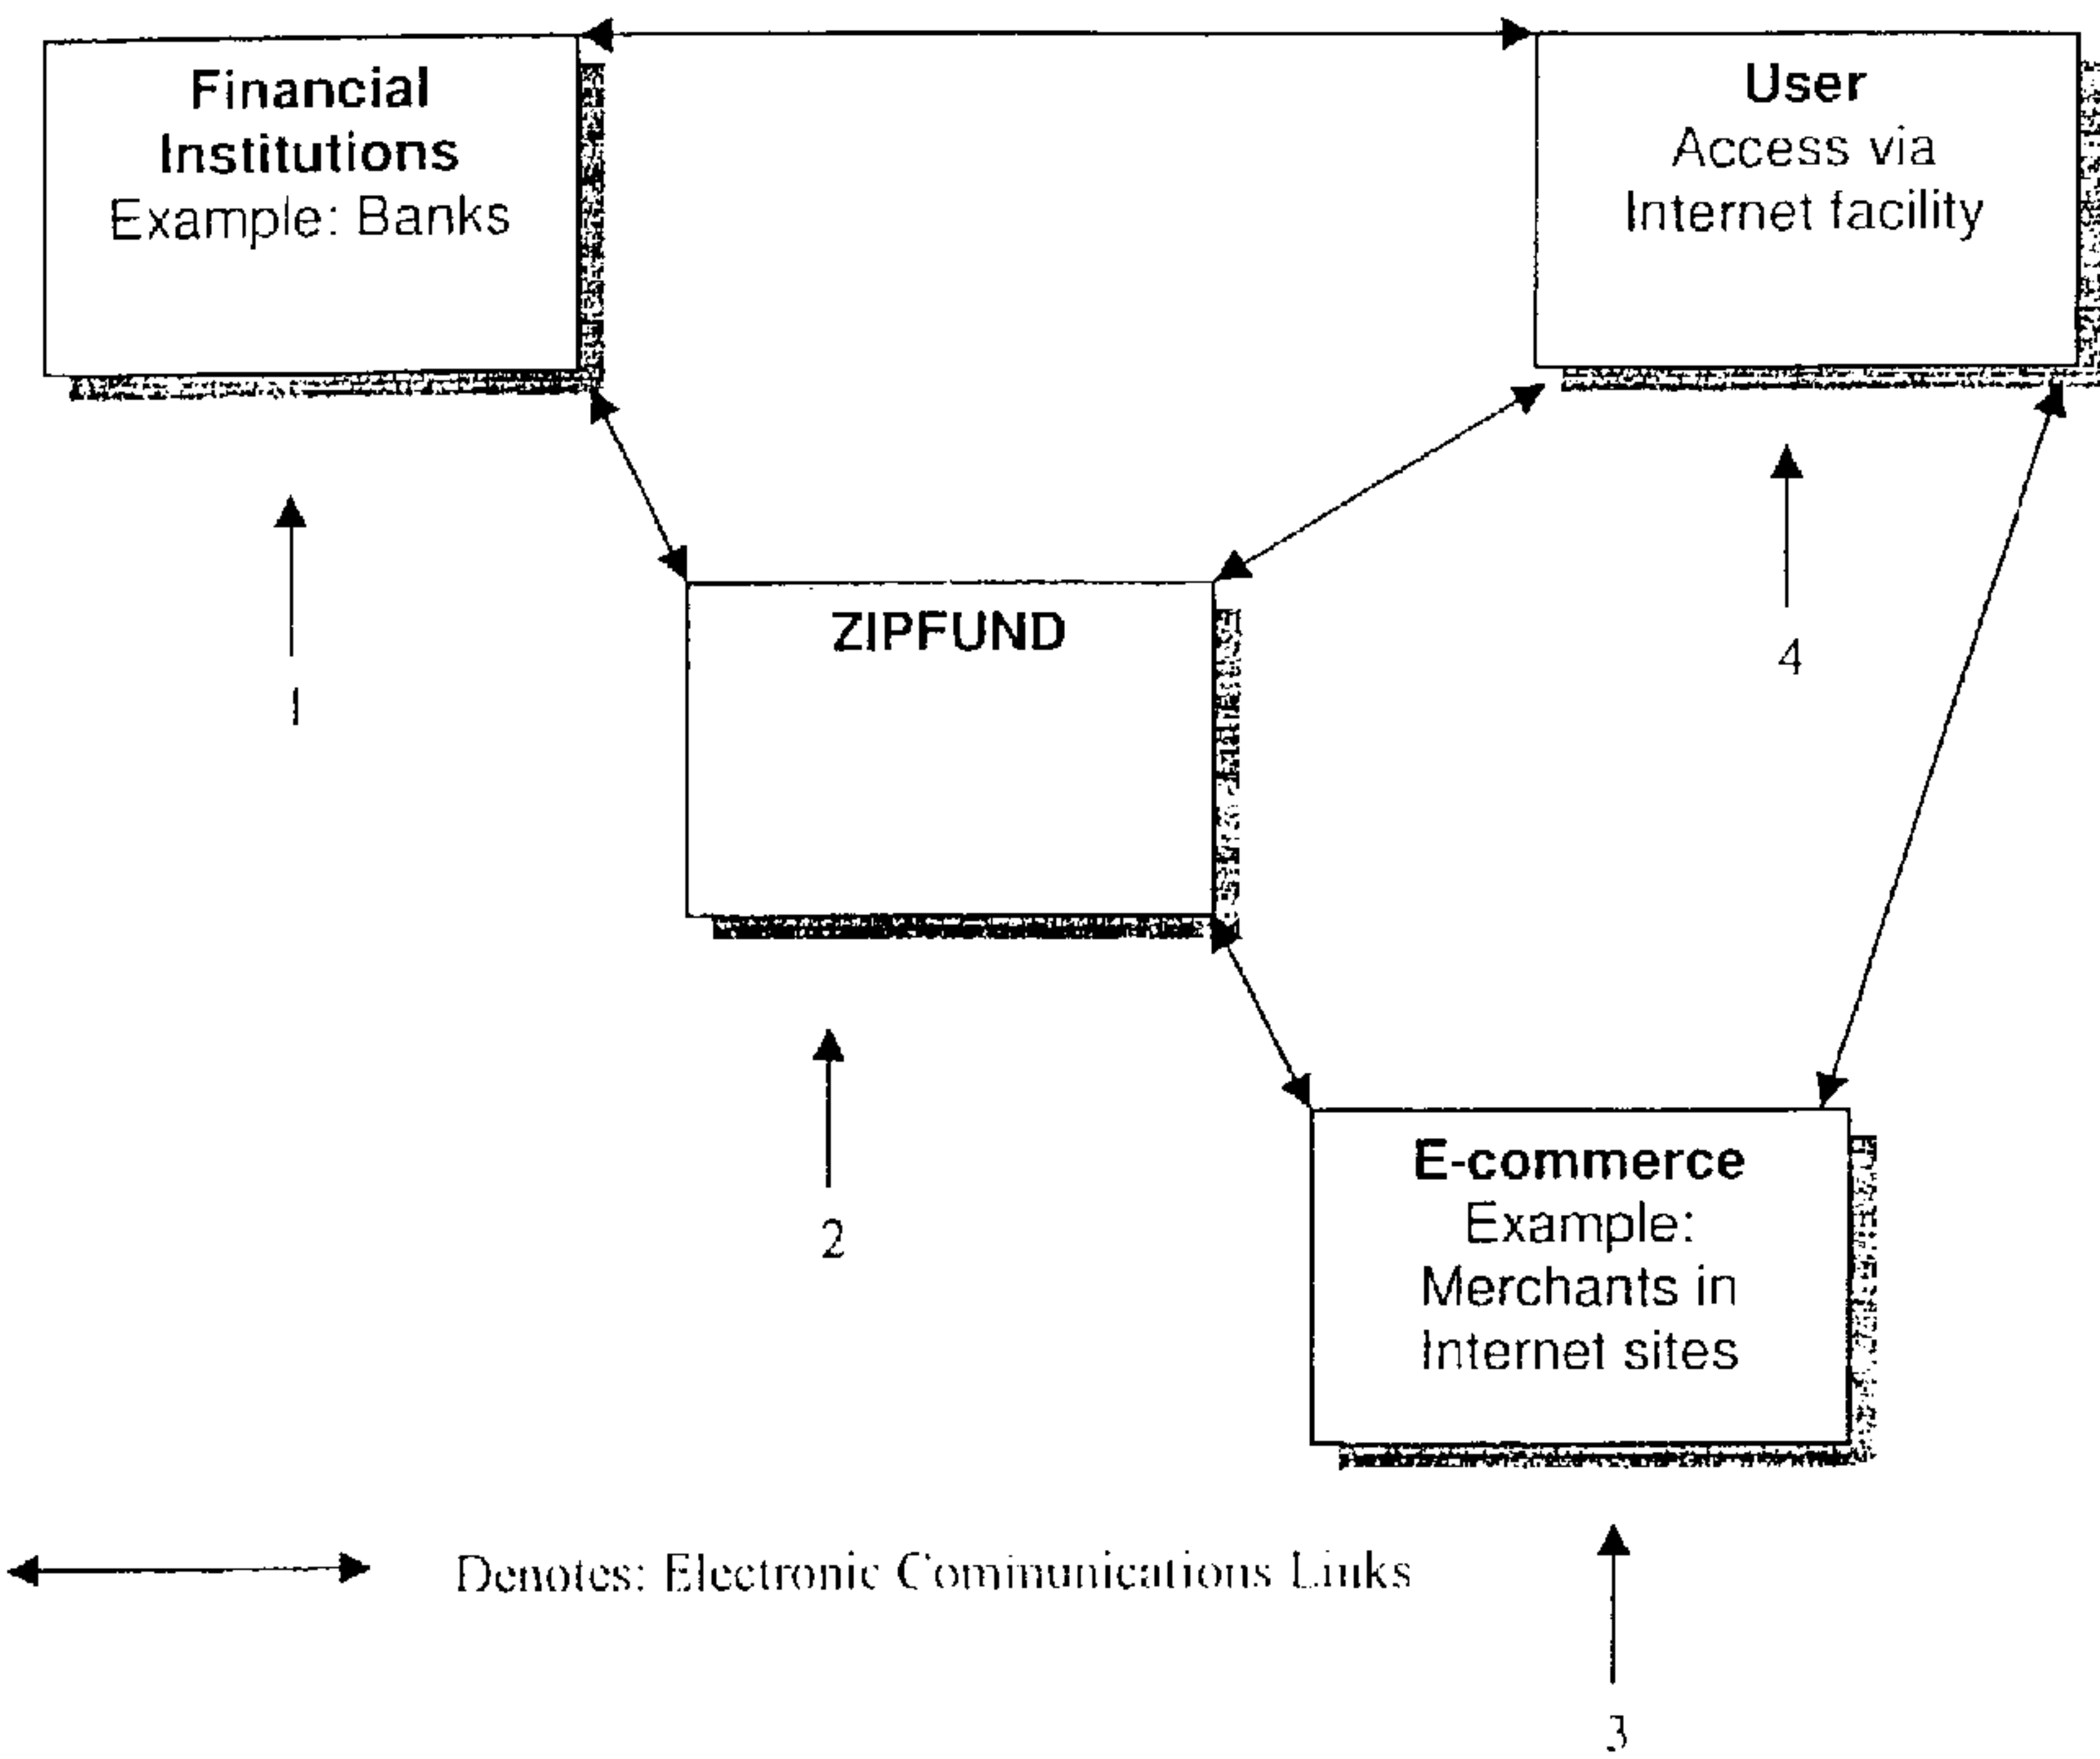 Financial
Institutions
Example: Banks
User
Access via
Internet facility
1
4
ZIPFUND
2
E-commerce
Example:
Merchants in
Internet sites
Denotes: Electronic Communications Links
3